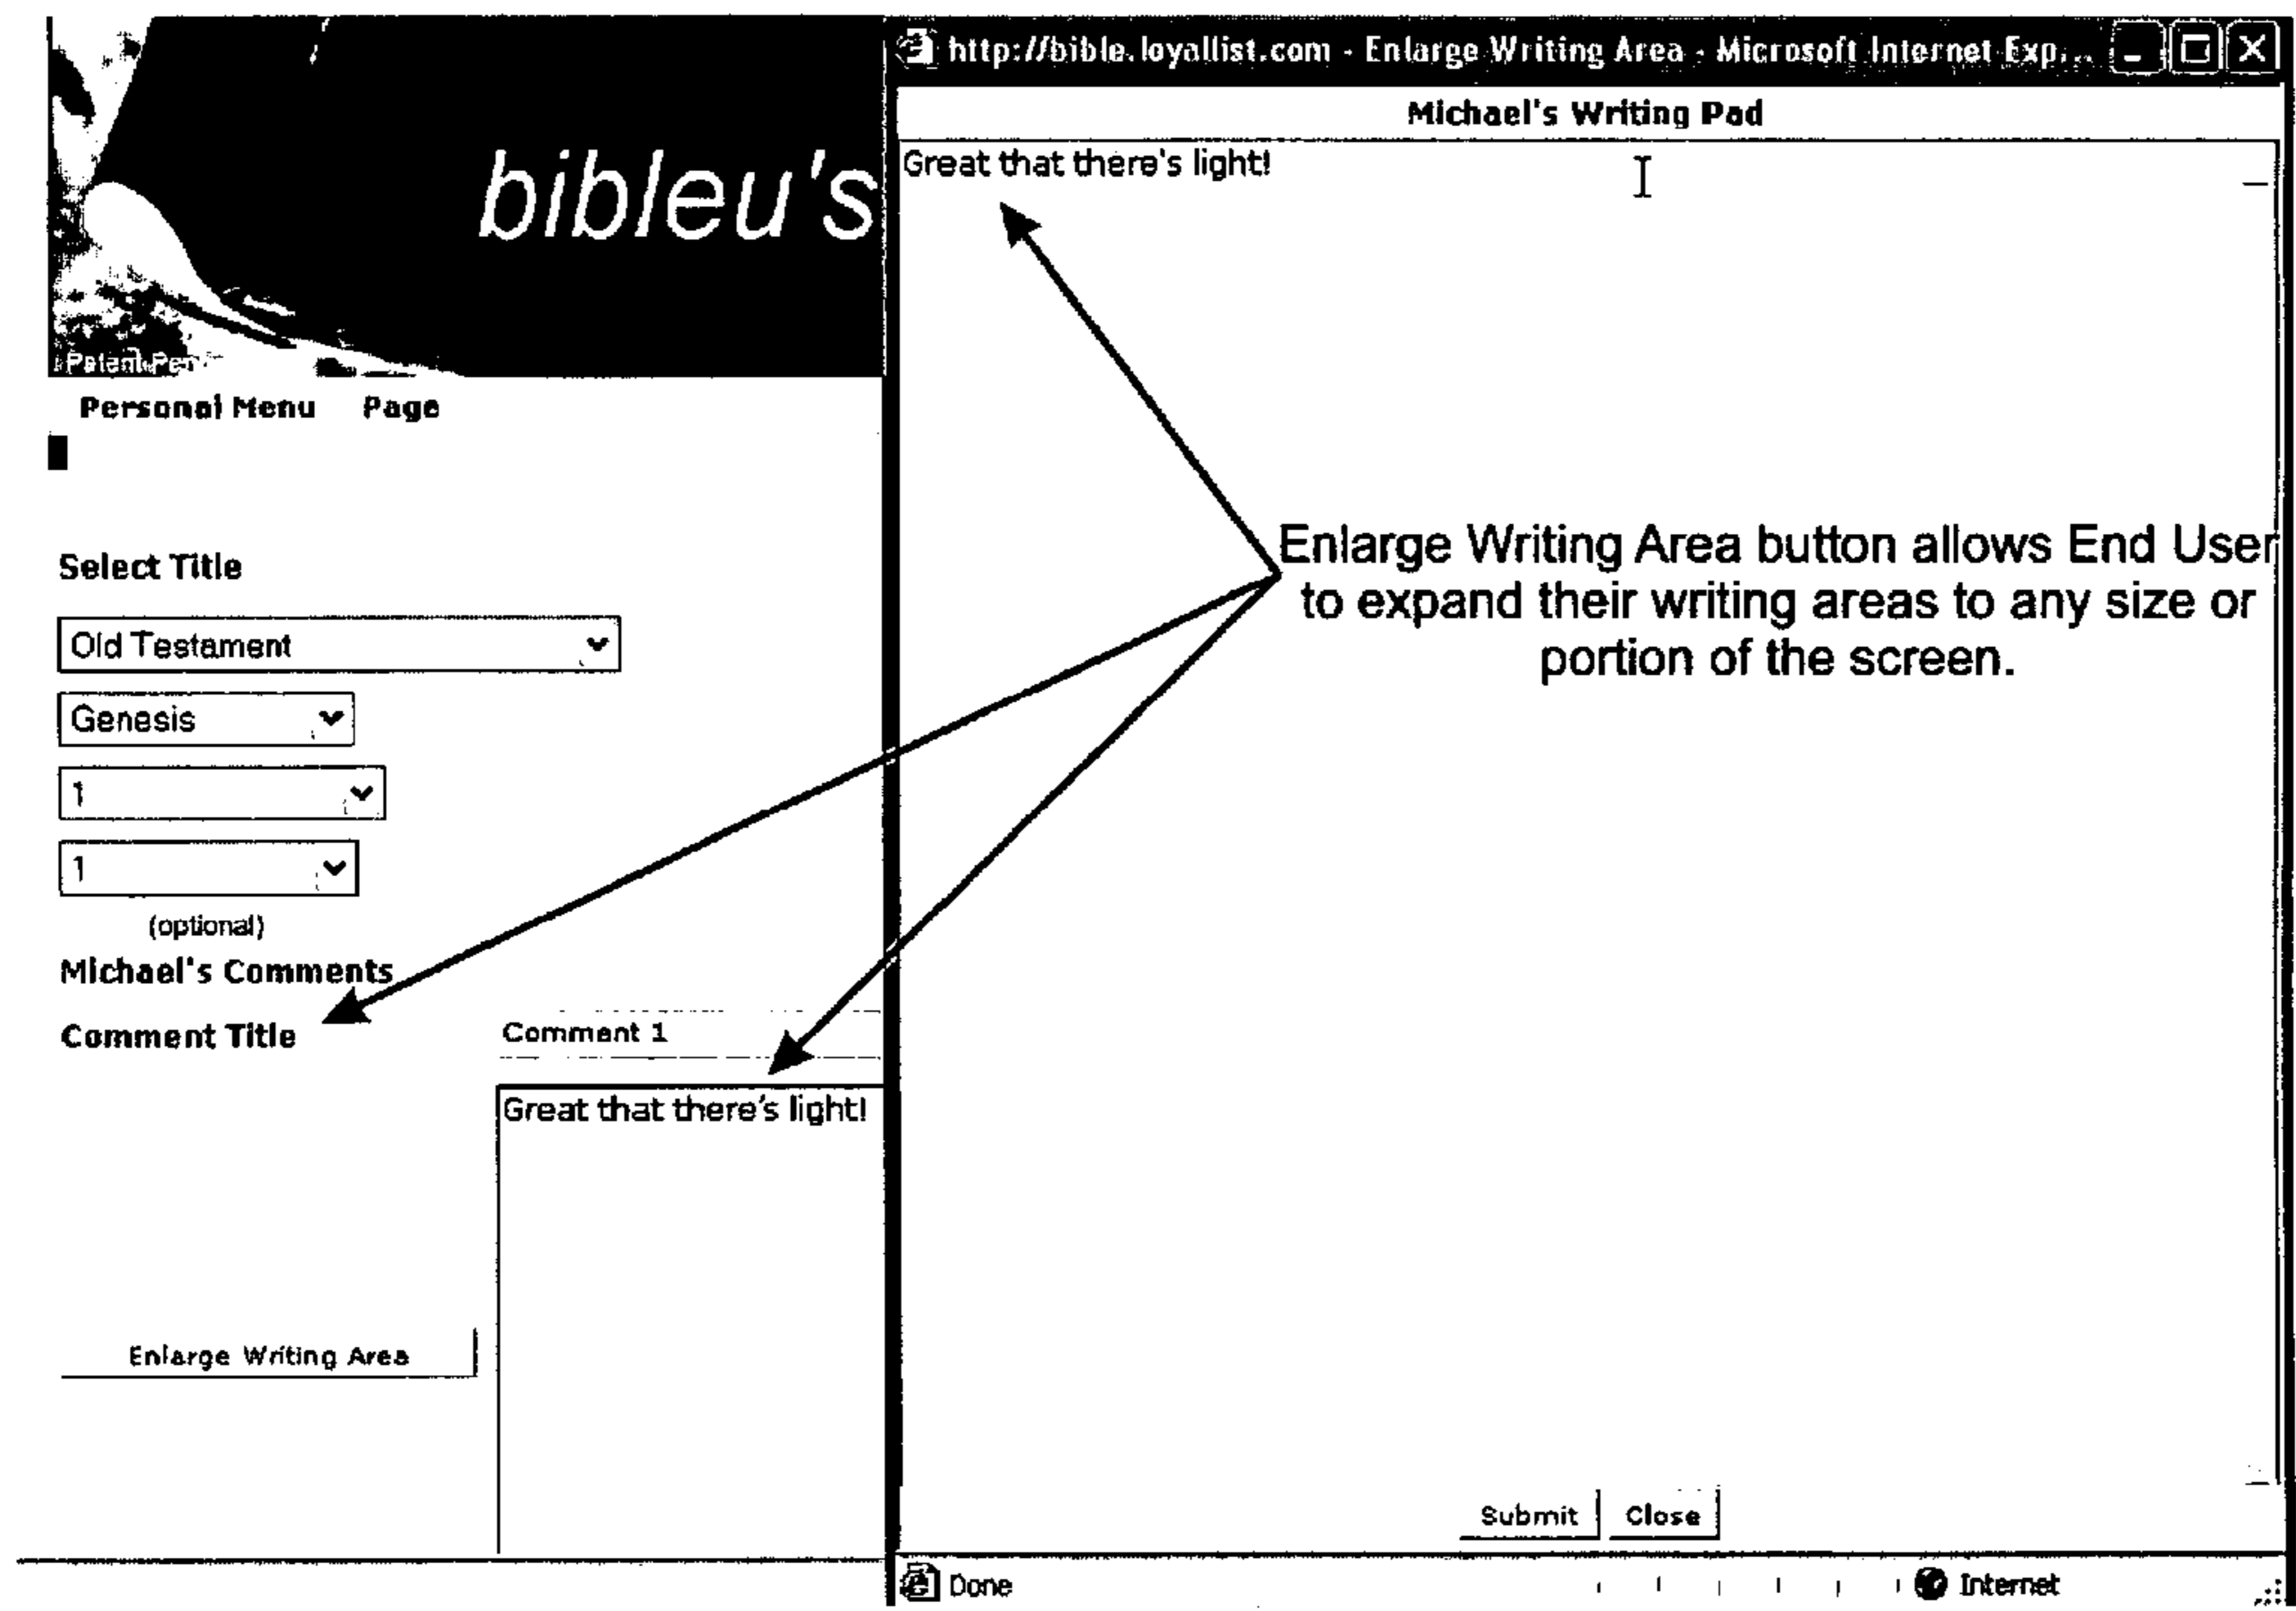 http://bible.loyallist.com - Enlarge Writing Area - Microsoft Internet Exp...
Michael's Writing Pad
Great that there's light!
bibleu's
Personal Menu Page
Select Title
Old Testament
Genesis
1
1
(optional)
Michael's Comments
Comment Title
Comment 1
Great that there's light!
Enlarge Writing Area
Enlarge Writing Area button allows End User
to expand their writing areas to any size or
portion of the screen.
Submit Close
Done Internet